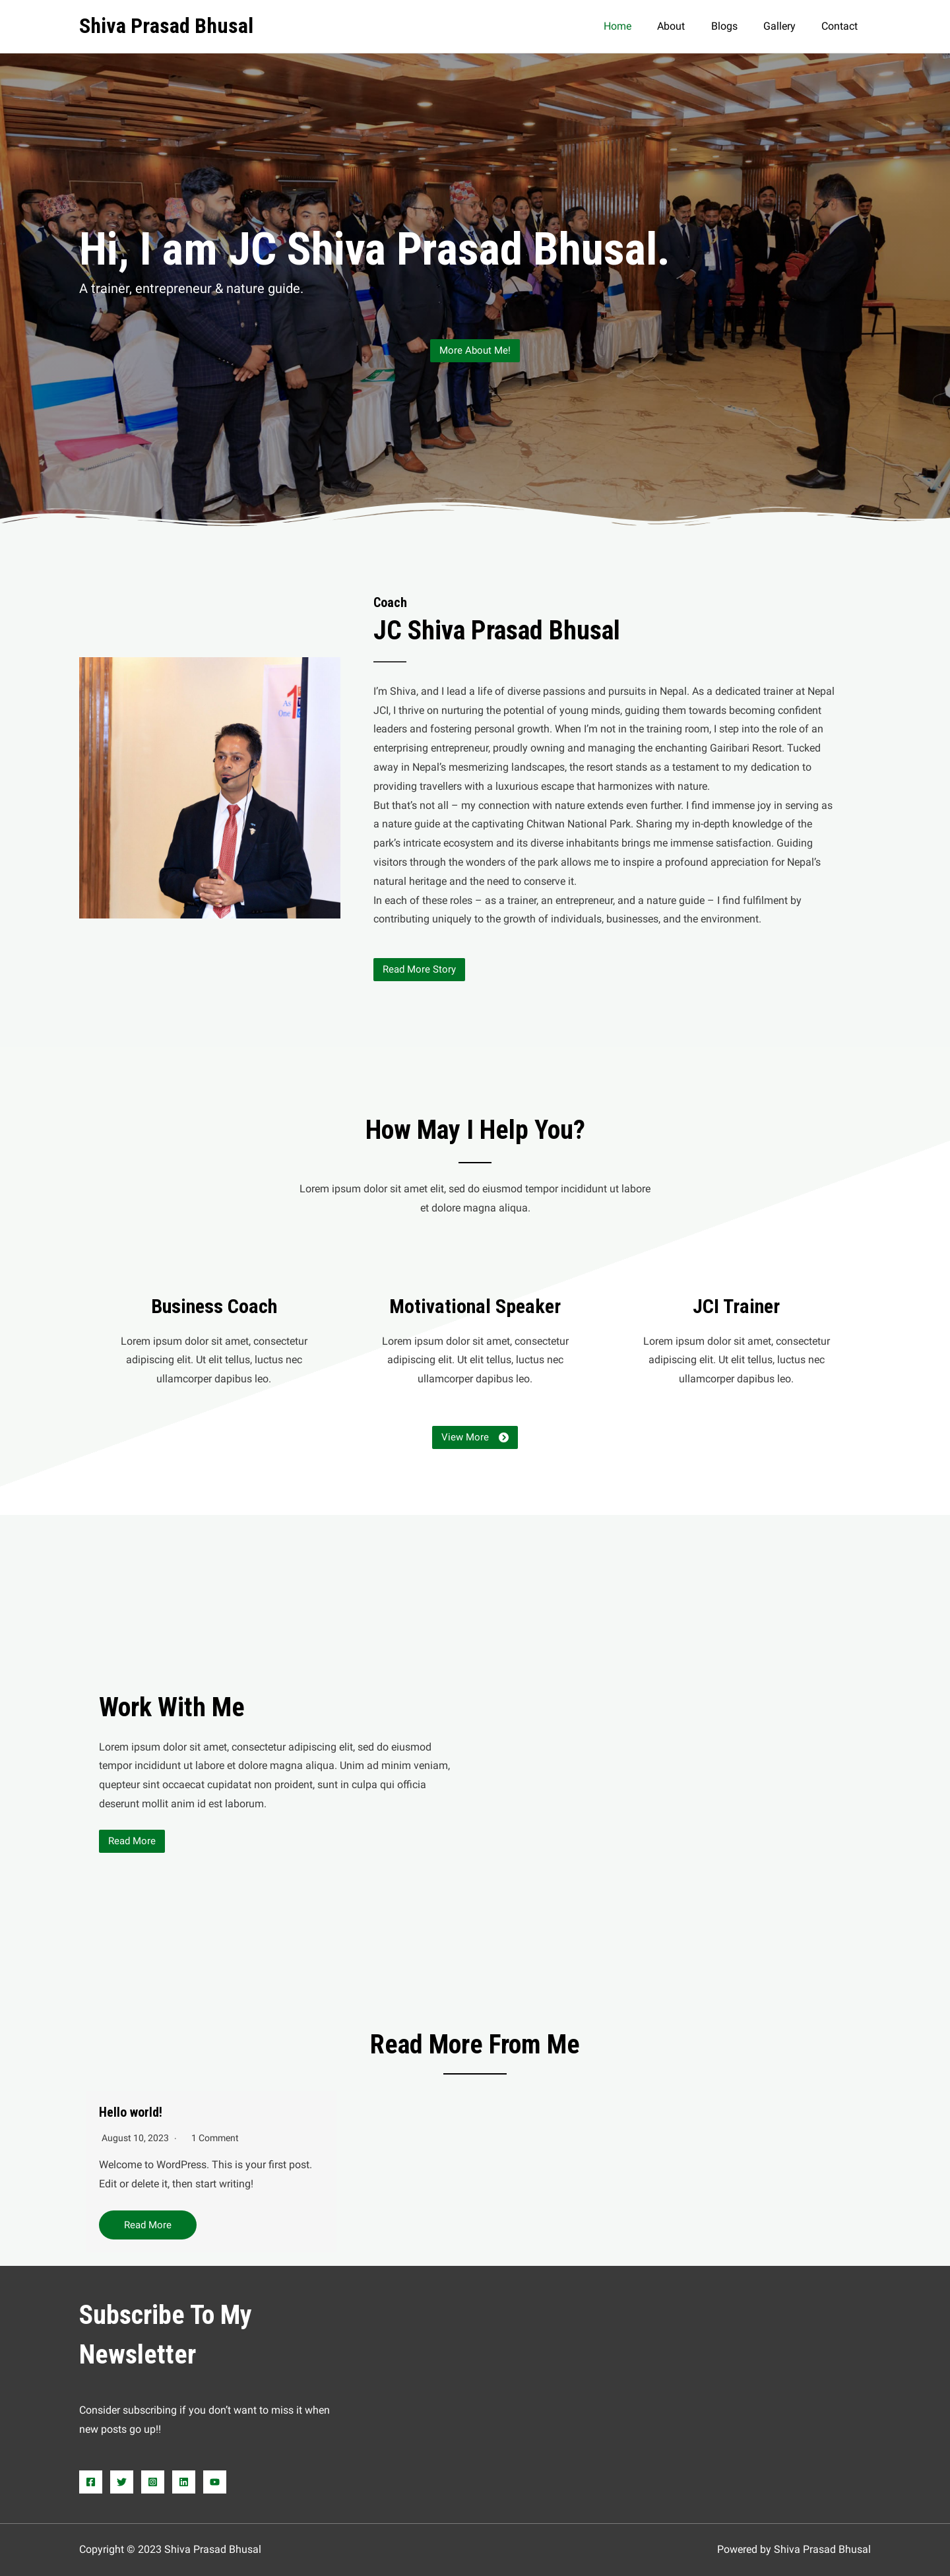 Shiva Prasad Bhusal
Home About Blogs Gallery Contact
Hi, I am JC Shiva Prasad Bhusal.
A trainer, entrepreneur & nature guide.
More About Me!
Coach
JC Shiva Prasad Bhusal
I’m Shiva, and I lead a life of diverse passions and pursuits in Nepal. As a dedicated trainer at Nepal
JCI, I thrive on nurturing the potential of young minds, guiding them towards becoming confident
leaders and fostering personal growth. When I’m not in the training room, I step into the role of an
enterprising entrepreneur, proudly owning and managing the enchanting Gairibari Resort. Tucked
away in Nepal’s mesmerizing landscapes, the resort stands as a testament to my dedication to
providing travellers with a luxurious escape that harmonizes with nature.
But that’s not all – my connection with nature extends even further. I find immense joy in serving as
a nature guide at the captivating Chitwan National Park. Sharing my in-depth knowledge of the
park’s intricate ecosystem and its diverse inhabitants brings me immense satisfaction. Guiding
visitors through the wonders of the park allows me to inspire a profound appreciation for Nepal’s
natural heritage and the need to conserve it.
In each of these roles – as a trainer, an entrepreneur, and a nature guide – I find fulfilment by
contributing uniquely to the growth of individuals, businesses, and the environment.
Read More Story
How May I Help You?
Lorem ipsum dolor sit amet elit, sed do eiusmod tempor incididunt ut labore
et dolore magna aliqua.
Business Coach
Lorem ipsum dolor sit amet, consectetur
adipiscing elit. Ut elit tellus, luctus nec
ullamcorper dapibus leo.
Motivational Speaker
Lorem ipsum dolor sit amet, consectetur
adipiscing elit. Ut elit tellus, luctus nec
ullamcorper dapibus leo.
JCI Trainer
Lorem ipsum dolor sit amet, consectetur
adipiscing elit. Ut elit tellus, luctus nec
ullamcorper dapibus leo.
View More
Work With Me
Lorem ipsum dolor sit amet, consectetur adipiscing elit, sed do eiusmod
tempor incididunt ut labore et dolore magna aliqua. Unim ad minim veniam,
quepteur sint occaecat cupidatat non proident, sunt in culpa qui officia
deserunt mollit anim id est laborum.
Read More
Read More From Me
Hello world!
August 10, 2023 · 1 Comment
Welcome to WordPress. This is your first post.
Edit or delete it, then start writing!
Read More
Subscribe To My
Newsletter
Consider subscribing if you don’t want to miss it when
new posts go up!!
Copyright © 2023 Shiva Prasad Bhusal
Powered by Shiva Prasad Bhusal